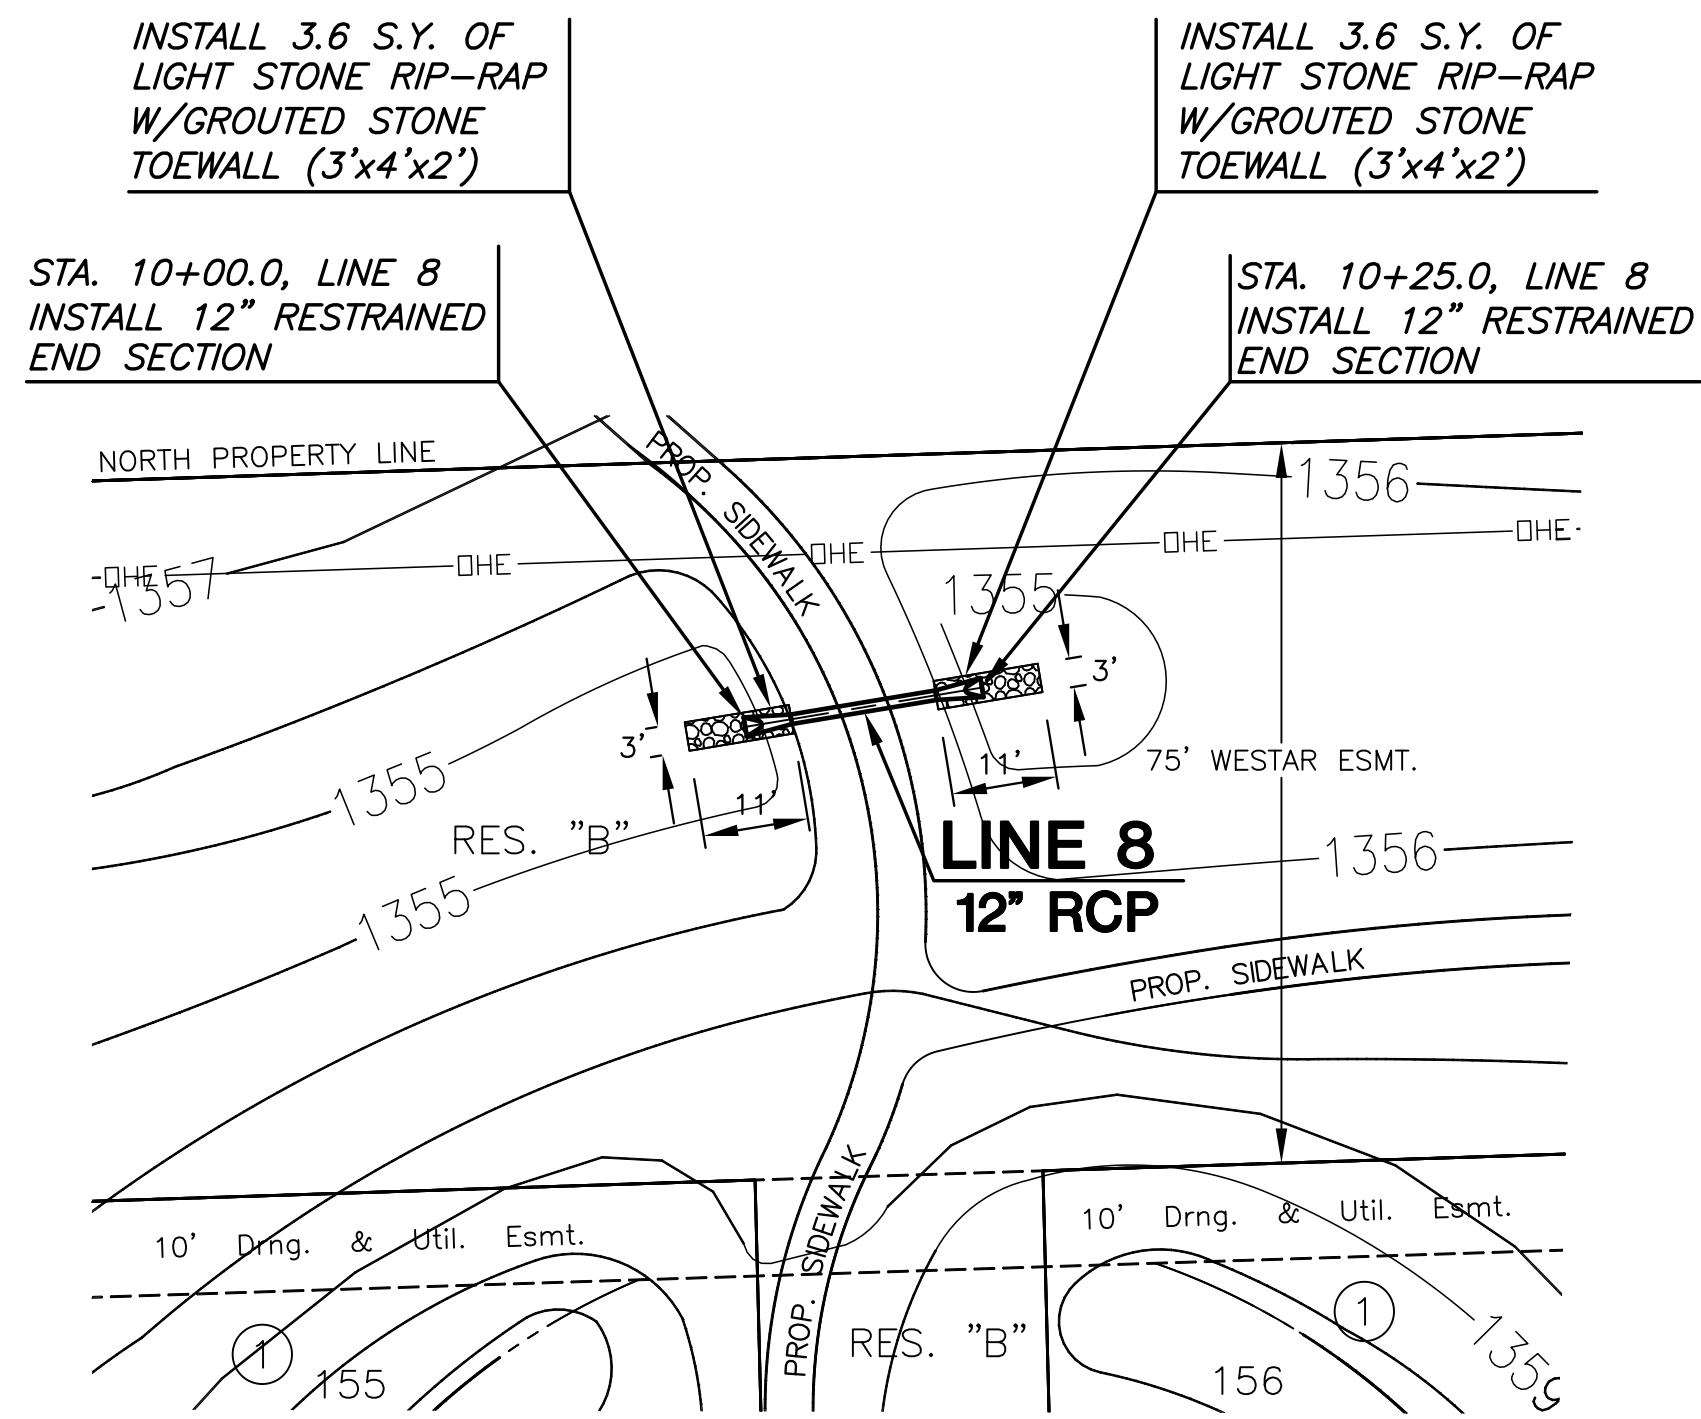 INSTALL 3.6 S.Y. OF
LIGHT STONE RIP-RAP
W/GROUTED STONE
TOEWALL (3'x4'x2')
INSTALL 3.6 S.Y. OF
LIGHT STONE RIP-RAP
W/GROUTED STONE
TOEWALL (3'x4'x2')
STA. 10+00.0, LINE 8
INSTALL 12" RESTRAINED
END SECTION
STA. 10+25.0, LINE 8
INSTALL 12" RESTRAINED
END SECTION
NORTH PROPERTY LINE
PROP. SIDEWALK
1356
OHE
OHE
OHE
OHE
OHE
1357
1355
3'
3'
11'
11'
75' WESTAR ESMT.
1355
RES. "B"
LINE 8
12" RCP
1356
1355
PROP. SIDEWALK
PROP. SIDEWALK
10' Drng. & Util. Esmt.
10' Drng. & Util. Esmt.
1
155
RES. "B"
1
156
1359